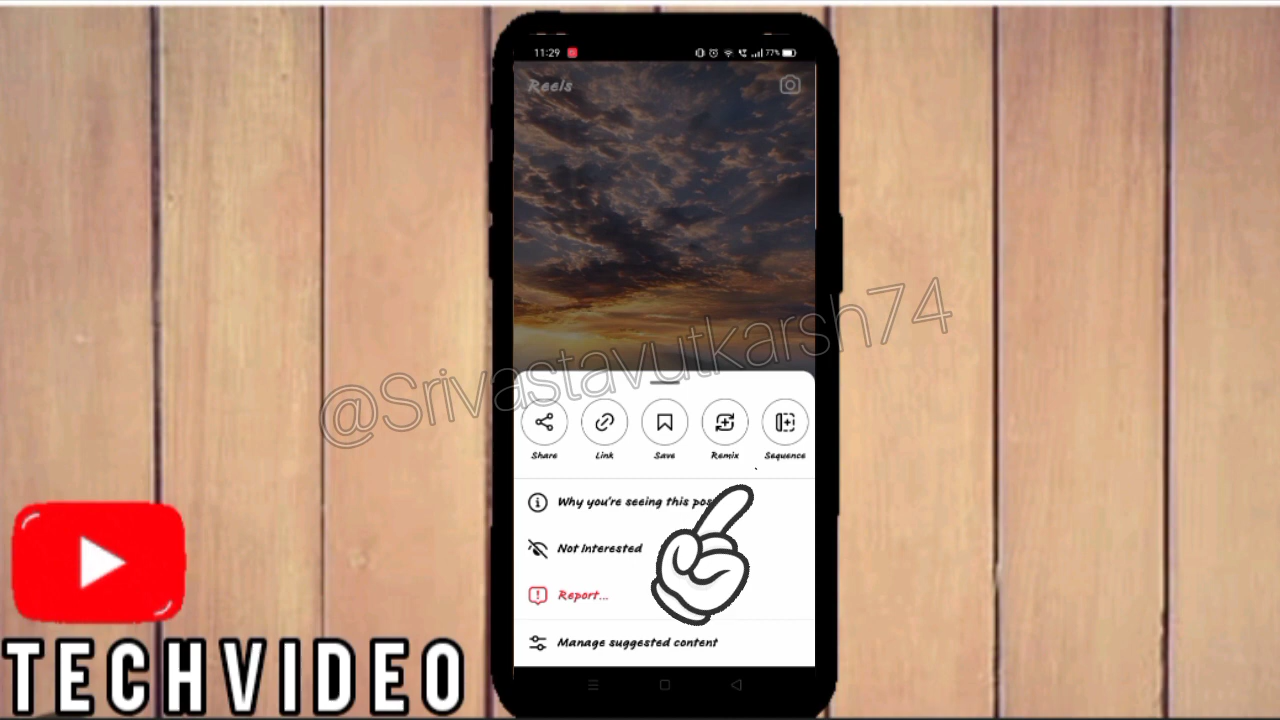 11:29
77%
Reels
@Srivastavutkarsh74
Share
Link
Save
Remix
Sequence
Why you're seeing this pos
Not interested
Report...
Manage suggested content
TECHVIDEO